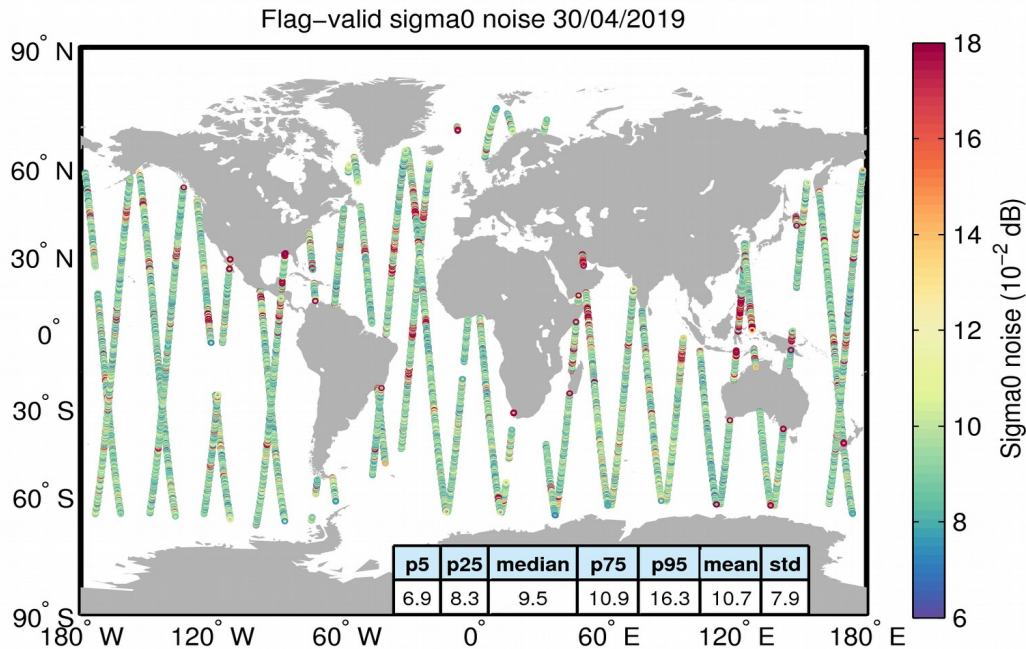 Flag−valid sigma0 noise 30/04/2019
90° N
60° N
30° N
0°
30° S
60° S
90° S
180° W
120° W
60° W
0°
60° E
120° E
180° E
p5 p25 median p75 p95 mean std
6.9 8.3 9.5 10.9 16.3 10.7 7.9
18
16
14
12
10
8
6
Sigma0 noise (10⁻² dB)